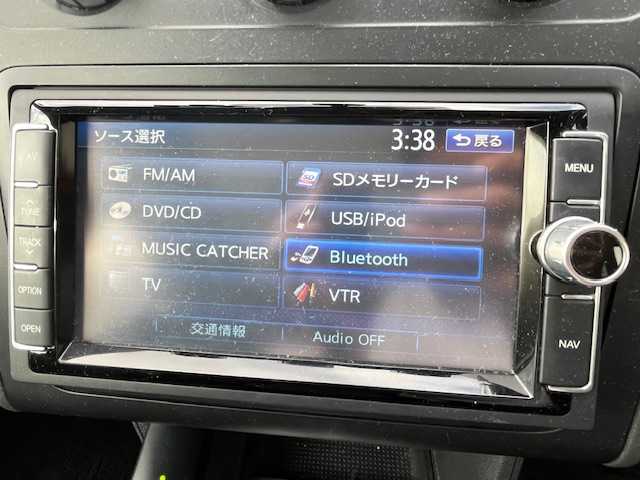 ソース選択 3:38 戻る
FM/AM SDメモリーカード
DVD/CD USB/iPod
MUSIC CATCHER Bluetooth
TV VTR
交通情報 Audio OFF
AV
TUNE
TRACK
OPTION
OPEN
MENU
NAV